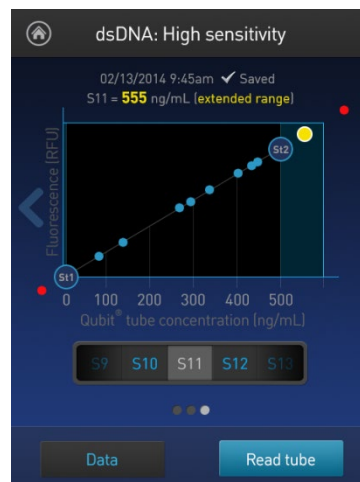 dsDNA: High sensitivity
02/13/2014 9:45am ✓ Saved
S11 = 555 ng/mL (extended range)
Fluorescence (RFU)
St2
St1
0 100 200 300 400 500
Qubit® tube concentration (ng/mL)
S9 S10 S11 S12 S13
Data Read tube